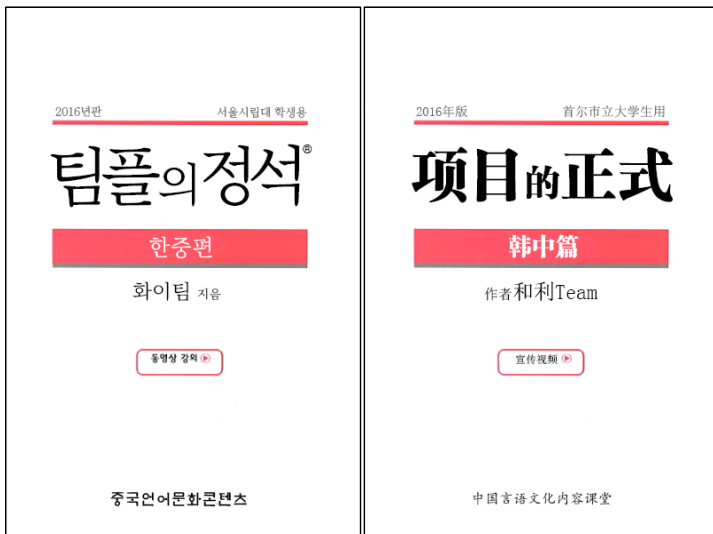 2016년판 서울시립대 학생용
팀플의 정석®
한중편
화이팀 지음
동영상 강의
중국언어문화콘텐츠
2016年版 首尔市立大学生用
项目的正式
韩中篇
作者和利Team
宣传视频
中国言语文化内容课堂